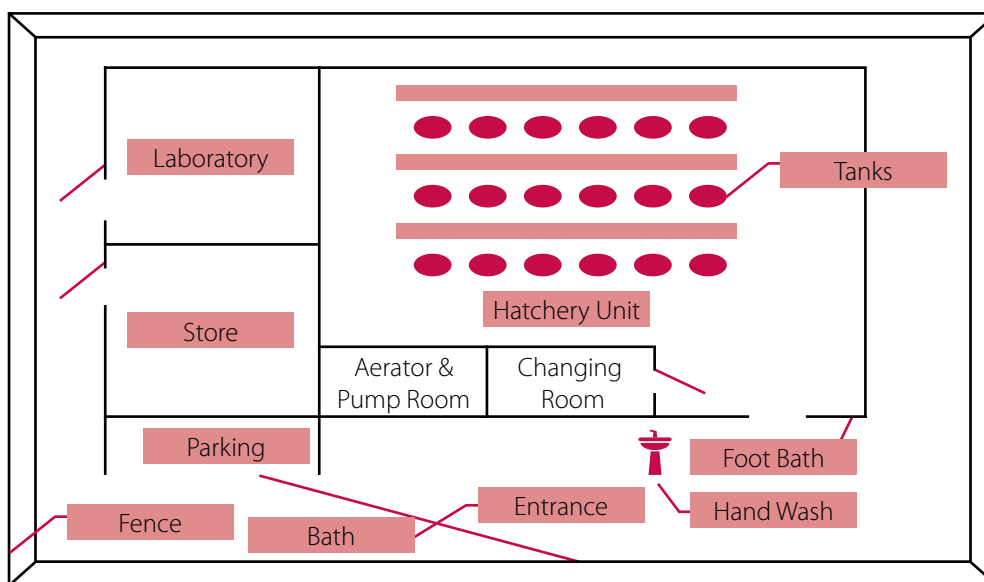 Laboratory
Tanks
Hatchery Unit
Store
Aerator &
Pump Room
Changing
Room
Parking
Foot Bath
Entrance
Hand Wash
Fence
Bath